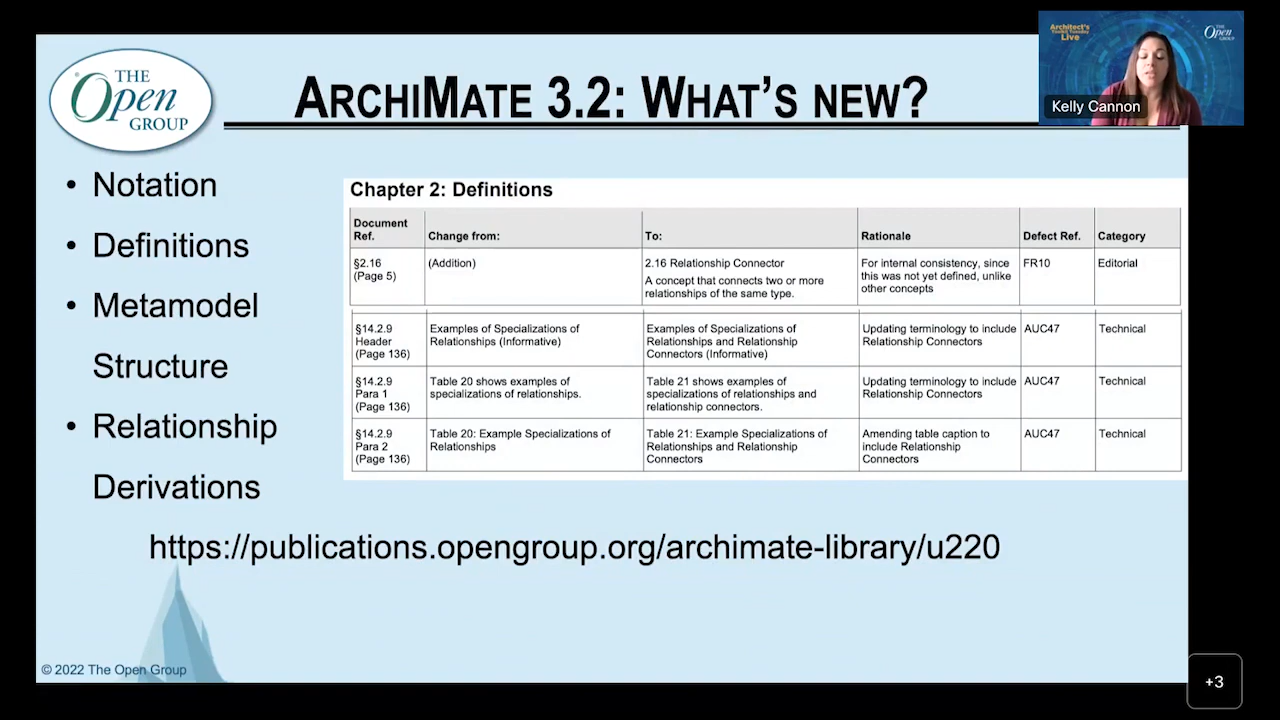 THE
Open
GROUP
ARCHIMATE 3.2: WHAT'S NEW?
Architect's
Toolkit Tuesday
Live
THE
Open
GROUP
Kelly Cannon
• Notation
• Definitions
• Metamodel
Structure
• Relationship
Derivations
Chapter 2: Definitions
Document
Ref.
Change from:
To:
Rationale
Defect Ref.
Category
§2.16
(Page 5)
(Addition)
2.16 Relationship Connector
A concept that connects two or more
relationships of the same type.
For internal consistency, since
this was not yet defined, unlike
other concepts
FR10
Editorial
§14.2.9
Header
(Page 136)
Examples of Specializations of
Relationships (Informative)
Examples of Specializations of
Relationships and Relationship
Connectors (Informative)
Updating terminology to include
Relationship Connectors
AUC47
Technical
§14.2.9
Para 1
(Page 136)
Table 20 shows examples of
specializations of relationships.
Table 21 shows examples of
specializations of relationships and
relationship connectors.
Updating terminology to include
Relationship Connectors
AUC47
Technical
§14.2.9
Para 2
(Page 136)
Table 20: Example Specializations of
Relationships
Table 21: Example Specializations of
Relationships and Relationship
Connectors
Amending table caption to
include Relationship
Connectors
AUC47
Technical
https://publications.opengroup.org/archimate-library/u220
© 2022 The Open Group
+3